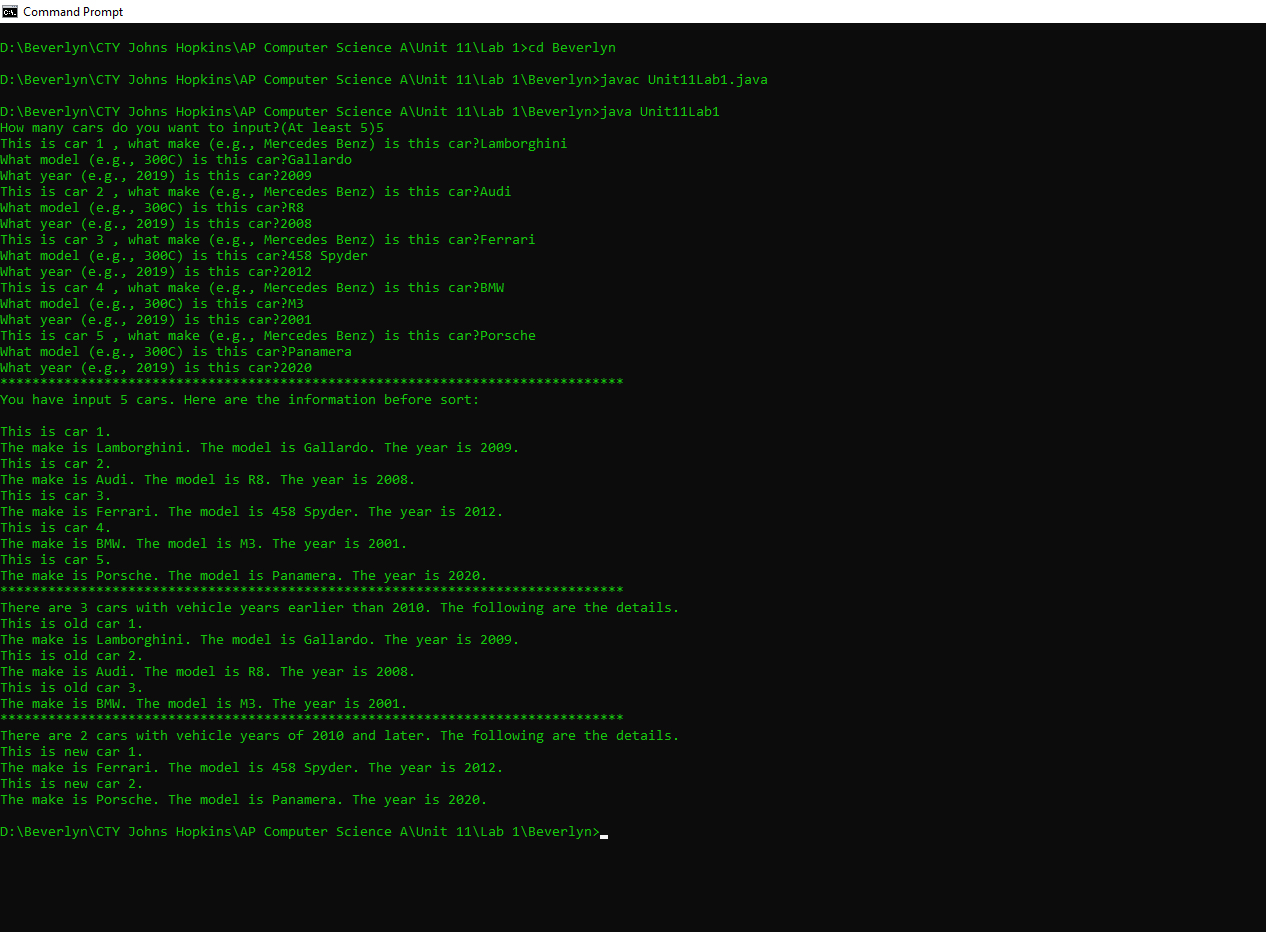 Command Prompt
D:\Beverlyn\CTY Johns Hopkins\AP Computer Science A\Unit 11\Lab 1>cd Beverlyn
D:\Beverlyn\CTY Johns Hopkins\AP Computer Science A\Unit 11\Lab 1\Beverlyn>javac Unit11Lab1.java
D:\Beverlyn\CTY Johns Hopkins\AP Computer Science A\Unit 11\Lab 1\Beverlyn>java Unit11Lab1
How many cars do you want to input?(At least 5)5
This is car 1 , what make (e.g., Mercedes Benz) is this car?Lamborghini
What model (e.g., 300C) is this car?Gallardo
What year (e.g., 2019) is this car?2009
This is car 2 , what make (e.g., Mercedes Benz) is this car?Audi
What model (e.g., 300C) is this car?R8
What year (e.g., 2019) is this car?2008
This is car 3 , what make (e.g., Mercedes Benz) is this car?Ferrari
What model (e.g., 300C) is this car?458 Spyder
What year (e.g., 2019) is this car?2012
This is car 4 , what make (e.g., Mercedes Benz) is this car?BMW
What model (e.g., 300C) is this car?M3
What year (e.g., 2019) is this car?2001
This is car 5 , what make (e.g., Mercedes Benz) is this car?Porsche
What model (e.g., 300C) is this car?Panamera
What year (e.g., 2019) is this car?2020
******************************************************************************
You have input 5 cars. Here are the information before sort:
This is car 1.
The make is Lamborghini. The model is Gallardo. The year is 2009.
This is car 2.
The make is Audi. The model is R8. The year is 2008.
This is car 3.
The make is Ferrari. The model is 458 Spyder. The year is 2012.
This is car 4.
The make is BMW. The model is M3. The year is 2001.
This is car 5.
The make is Porsche. The model is Panamera. The year is 2020.
******************************************************************************
There are 3 cars with vehicle years earlier than 2010. The following are the details.
This is old car 1.
The make is Lamborghini. The model is Gallardo. The year is 2009.
This is old car 2.
The make is Audi. The model is R8. The year is 2008.
This is old car 3.
The make is BMW. The model is M3. The year is 2001.
******************************************************************************
There are 2 cars with vehicle years of 2010 and later. The following are the details.
This is new car 1.
The make is Ferrari. The model is 458 Spyder. The year is 2012.
This is new car 2.
The make is Porsche. The model is Panamera. The year is 2020.
D:\Beverlyn\CTY Johns Hopkins\AP Computer Science A\Unit 11\Lab 1\Beverlyn>